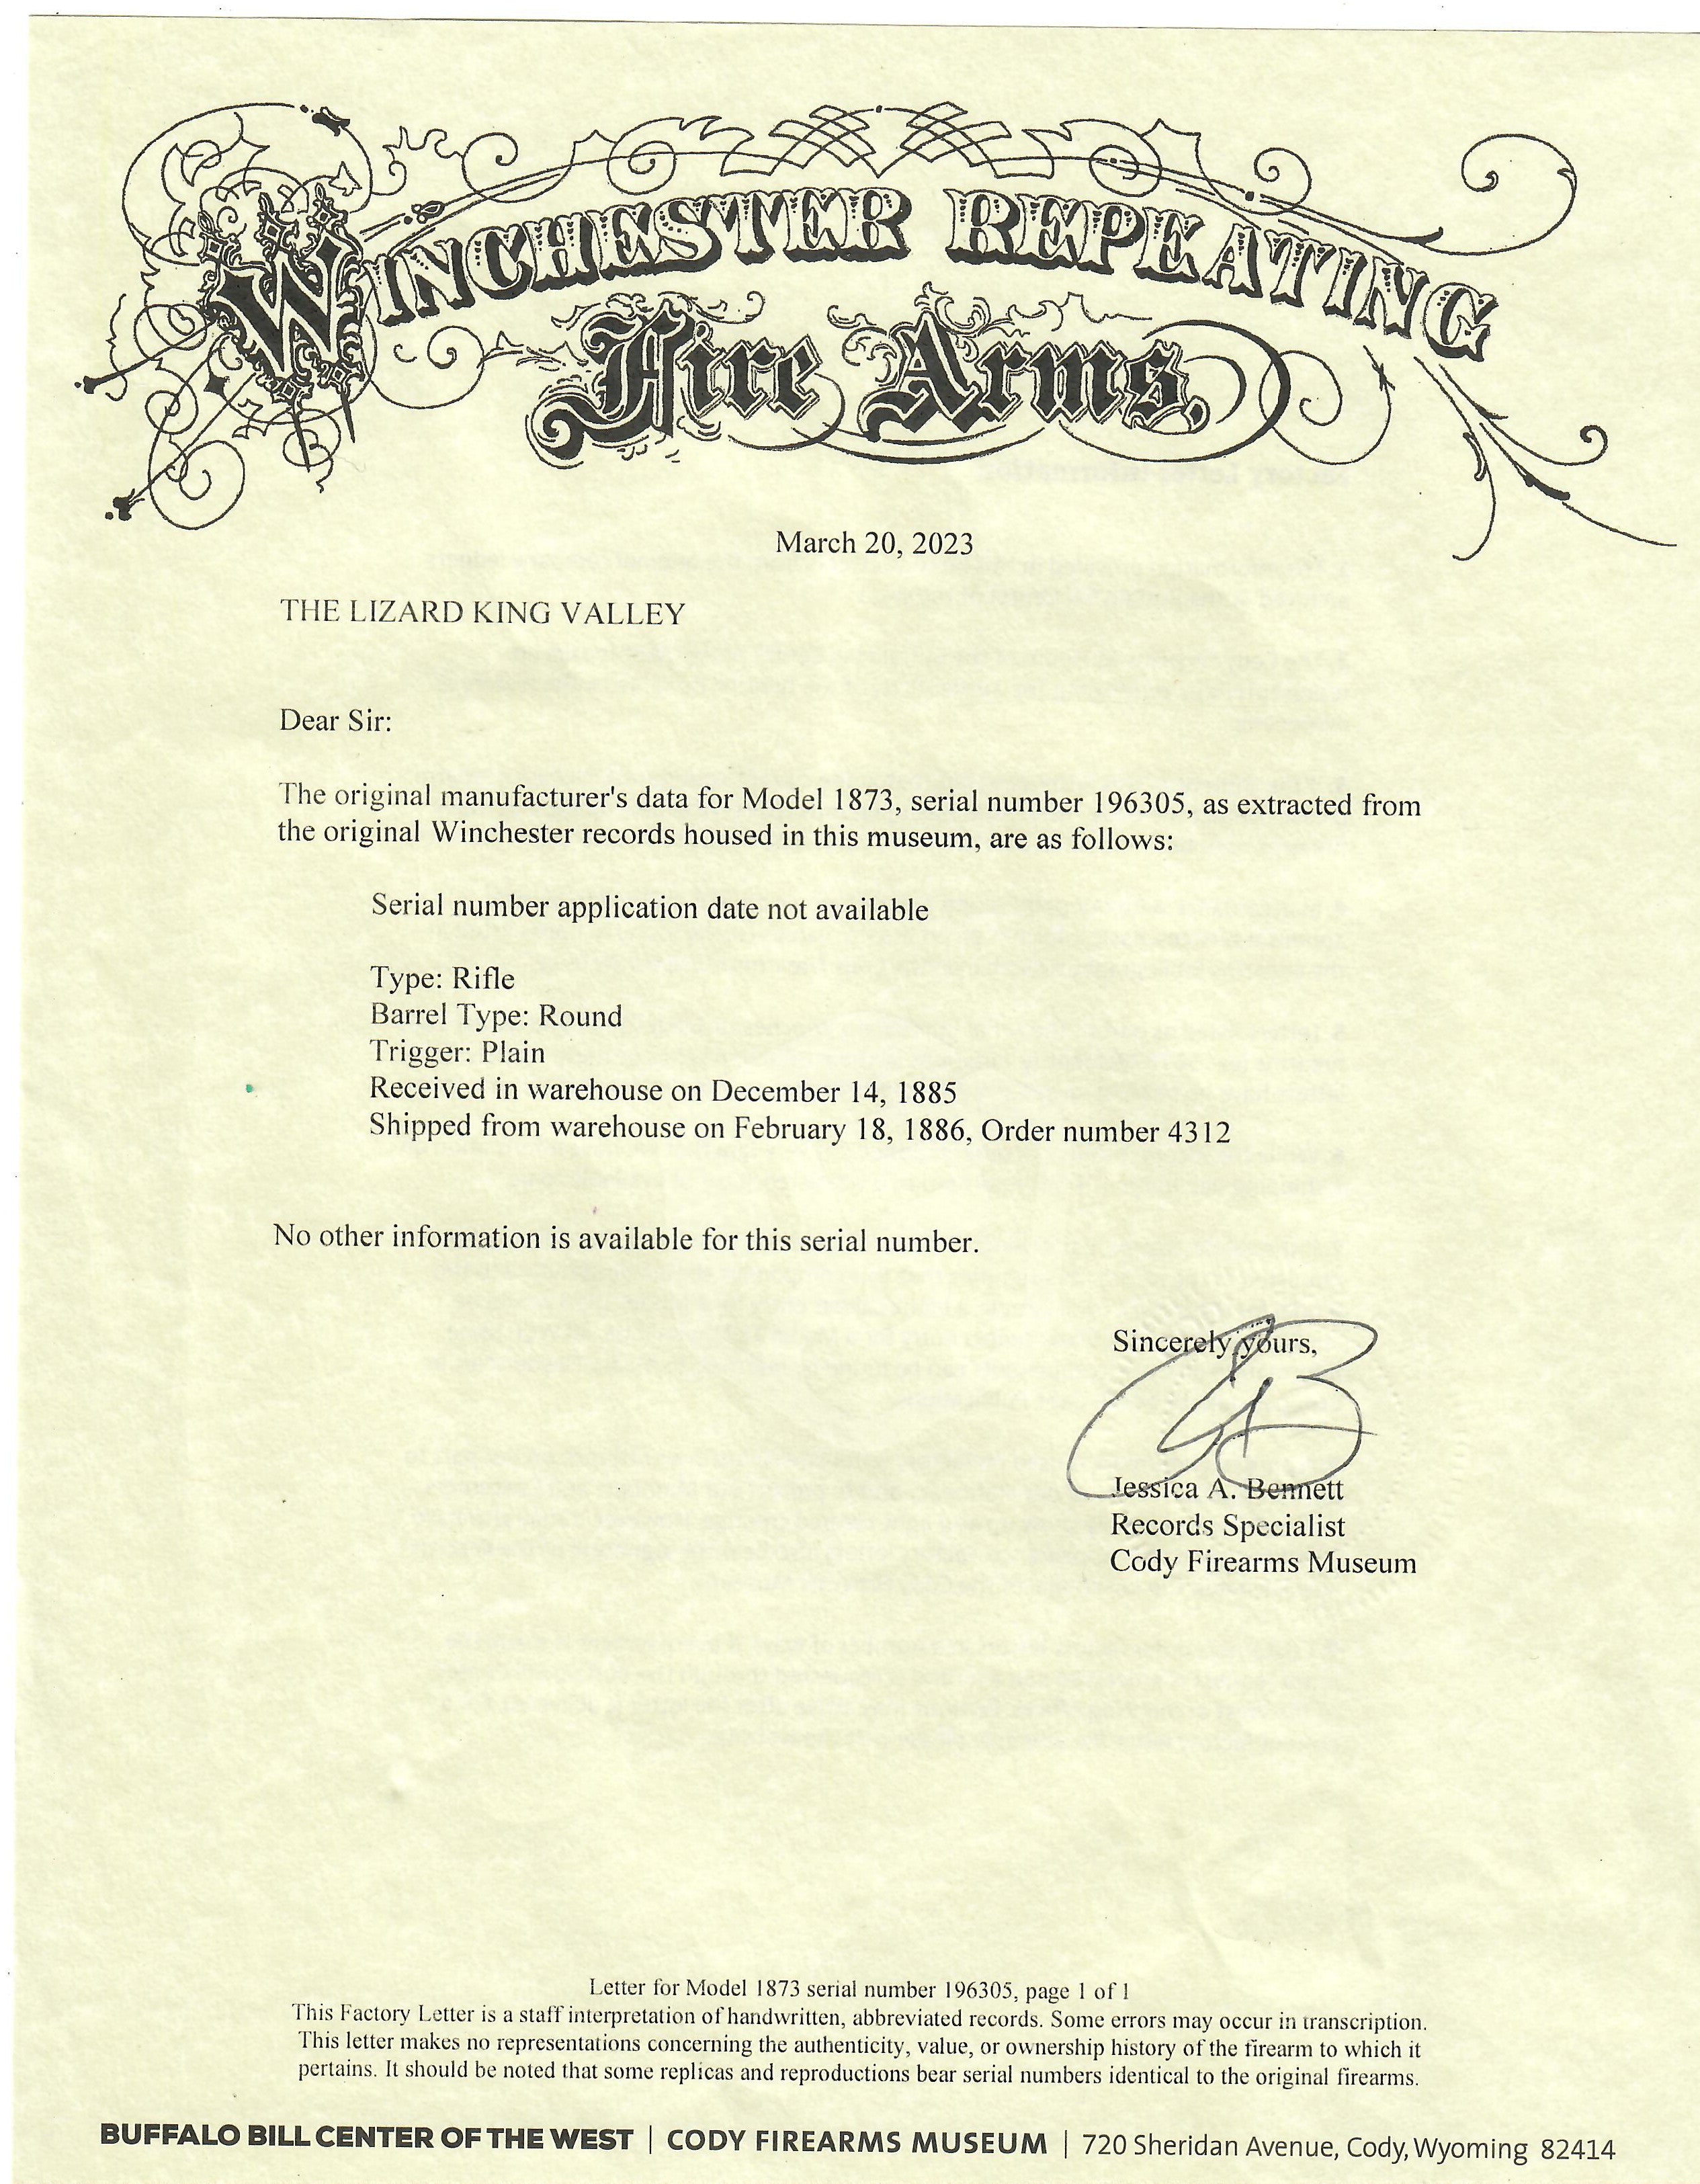 WINCHESTER REPEATING
Fire Arms,
March 20, 2023
THE LIZARD KING VALLEY
Dear Sir:
The original manufacturer's data for Model 1873, serial number 196305, as extracted from
the original Winchester records housed in this museum, are as follows:
Serial number application date not available
Type: Rifle
Barrel Type: Round
Trigger: Plain
Received in warehouse on December 14, 1885
Shipped from warehouse on February 18, 1886, Order number 4312
No other information is available for this serial number.
Sincerely yours,
Jessica A. Bennett
Records Specialist
Cody Firearms Museum
Letter for Model 1873 serial number 196305, page 1 of 1
This Factory Letter is a staff interpretation of handwritten, abbreviated records. Some errors may occur in transcription.
This letter makes no representations concerning the authenticity, value, or ownership history of the firearm to which it
pertains. It should be noted that some replicas and reproductions bear serial numbers identical to the original firearms.
BUFFALO BILL CENTER OF THE WEST | CODY FIREARMS MUSEUM | 720 Sheridan Avenue, Cody, Wyoming 82414